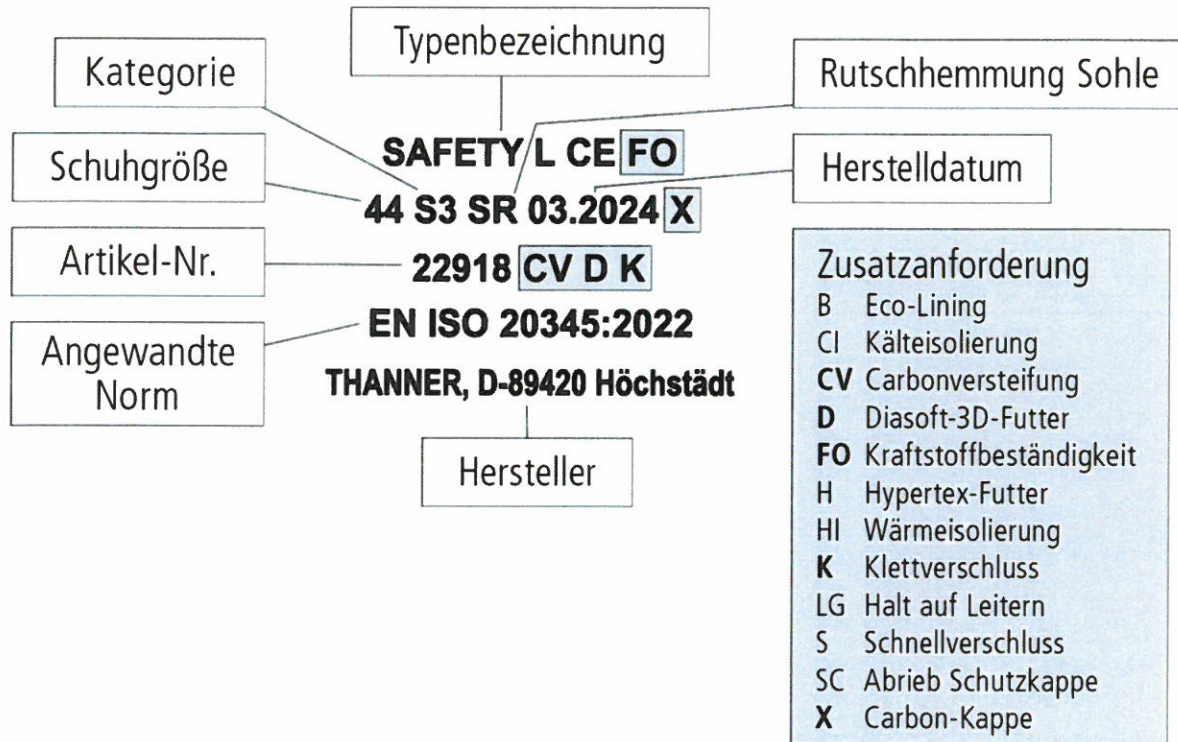 Typenbezeichnung
Kategorie
Rutschhemmung Sohle
SAFETY L CE FO
Schuhgröße
Herstelldatum
44 S3 SR 03.2024 X
Artikel-Nr.
22918 CV D K
EN ISO 20345:2022
Angewandte
Norm
THANNER, D-89420 Höchstädt
Hersteller
Zusatzanforderung
B Eco-Lining
CI Kälteisolierung
CV Carbonversteifung
D Diasoft-3D-Futter
FO Kraftstoffbeständigkeit
H Hypertex-Futter
HI Wärmeisolierung
K Klettverschluss
LG Halt auf Leitern
S Schnellverschluss
SC Abrieb Schutzkappe
X Carbon-Kappe